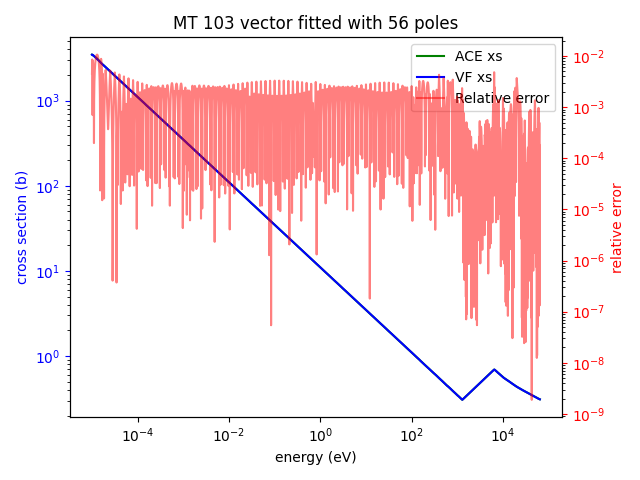 MT 103 vector fitted with 56 poles
ACE xs
VF xs
Relative error
cross section (b)
10³
10²
10¹
10⁰
10⁻²
10⁻³
10⁻⁴
10⁻⁵
10⁻⁶
10⁻⁷
10⁻⁸
10⁻⁹
relative error
10⁻⁴
10⁻²
10⁰
10²
10⁴
energy (eV)